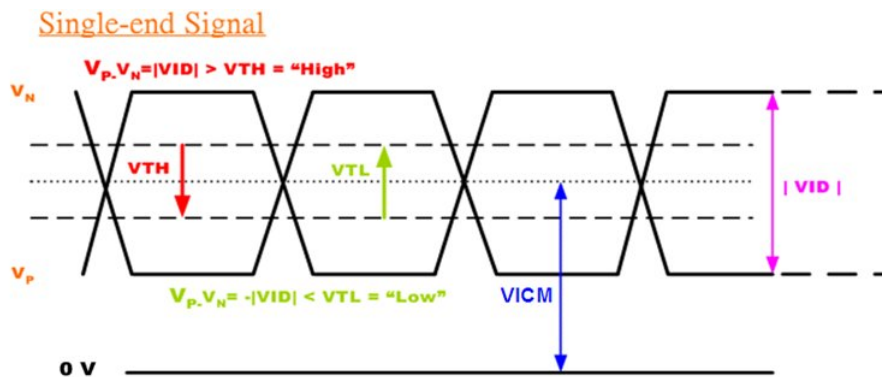 Single-end Signal
VP-VN=|VID| > VTH = “High”
VN
VTH
VTL
| VID |
VP
VP-VN= -|VID| < VTL = “Low”
VICM
0 V